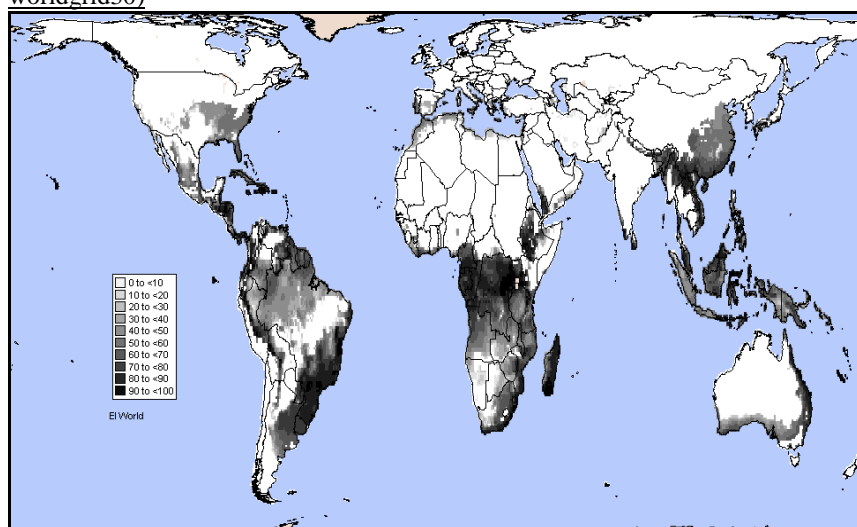 worldgrid30)
0 to <10
10 to <20
20 to <30
30 to <40
40 to <50
50 to <60
60 to <70
70 to <80
80 to <90
90 to <100
EI World